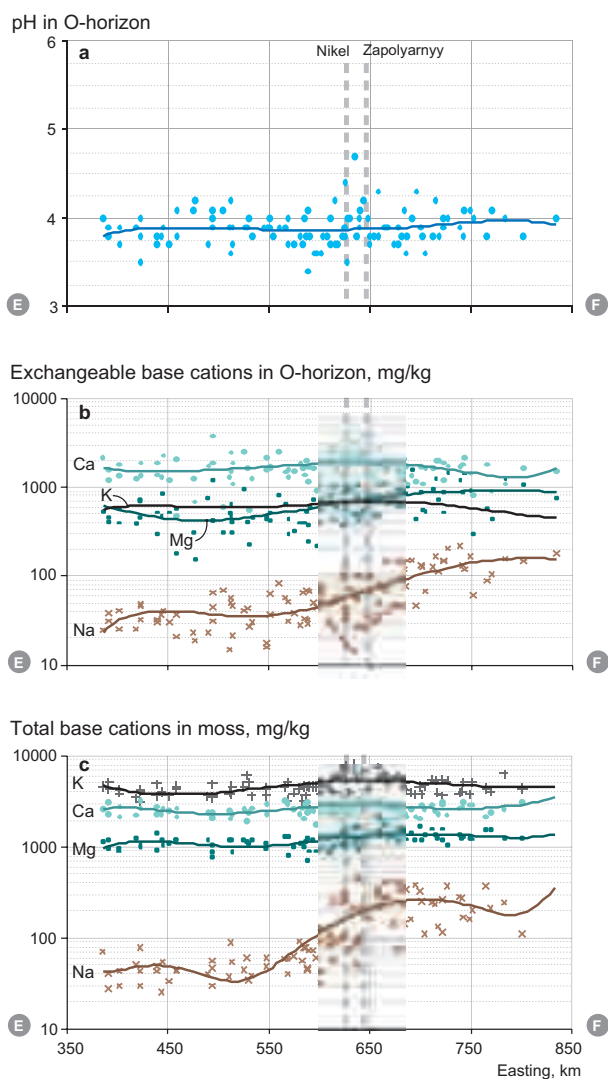 pH in O-horizon
6
a
Nikel
Zapolyarnyy
5
4
E
3
F
Exchangeable base cations in O-horizon, mg/kg
10000
b
Ca
1000
K
Mg
100
Na
E
10
F
Total base cations in moss, mg/kg
10000
c
K
Ca
1000
Mg
100
Na
E
10
F
350
450
550
650
750
850
Easting, km